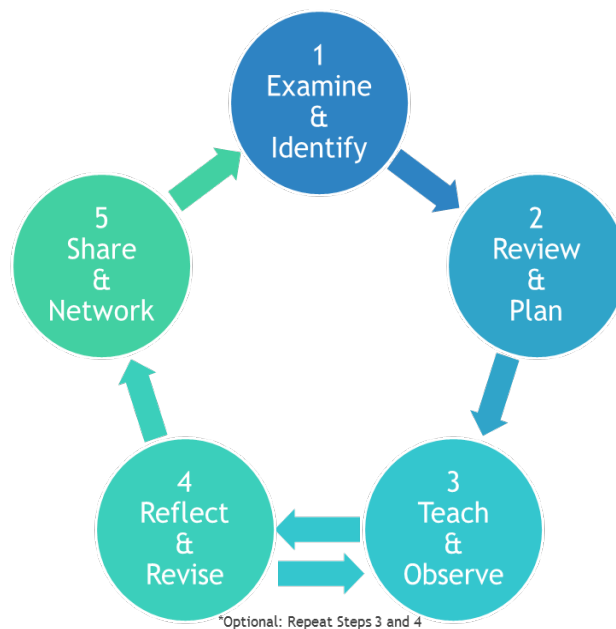 1
Examine
&
Identify
2
Review
&
Plan
3
Teach
&
Observe
4
Reflect
&
Revise
5
Share
&
Network
*Optional: Repeat Steps 3 and 4